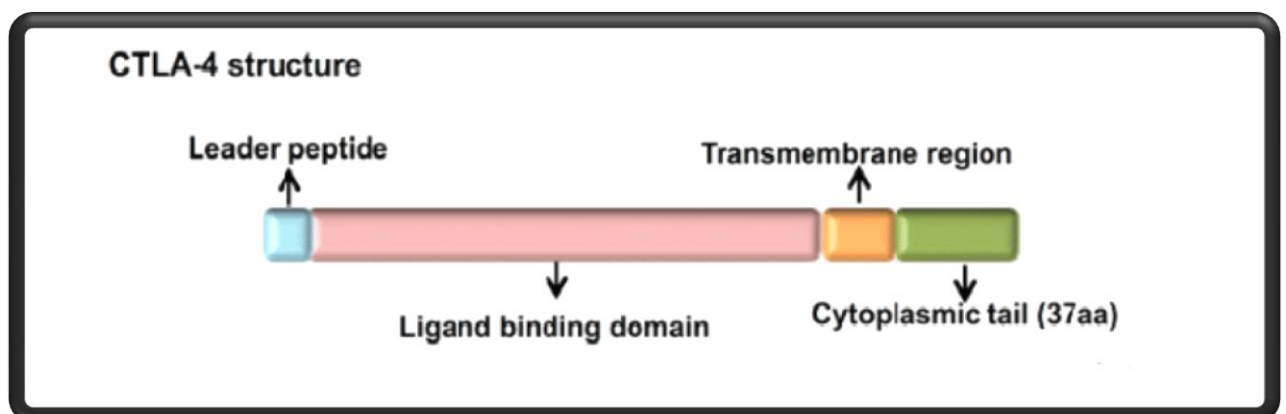 CTLA-4 structure
Leader peptide
Transmembrane region
Ligand binding domain
Cytoplasmic tail (37aa)